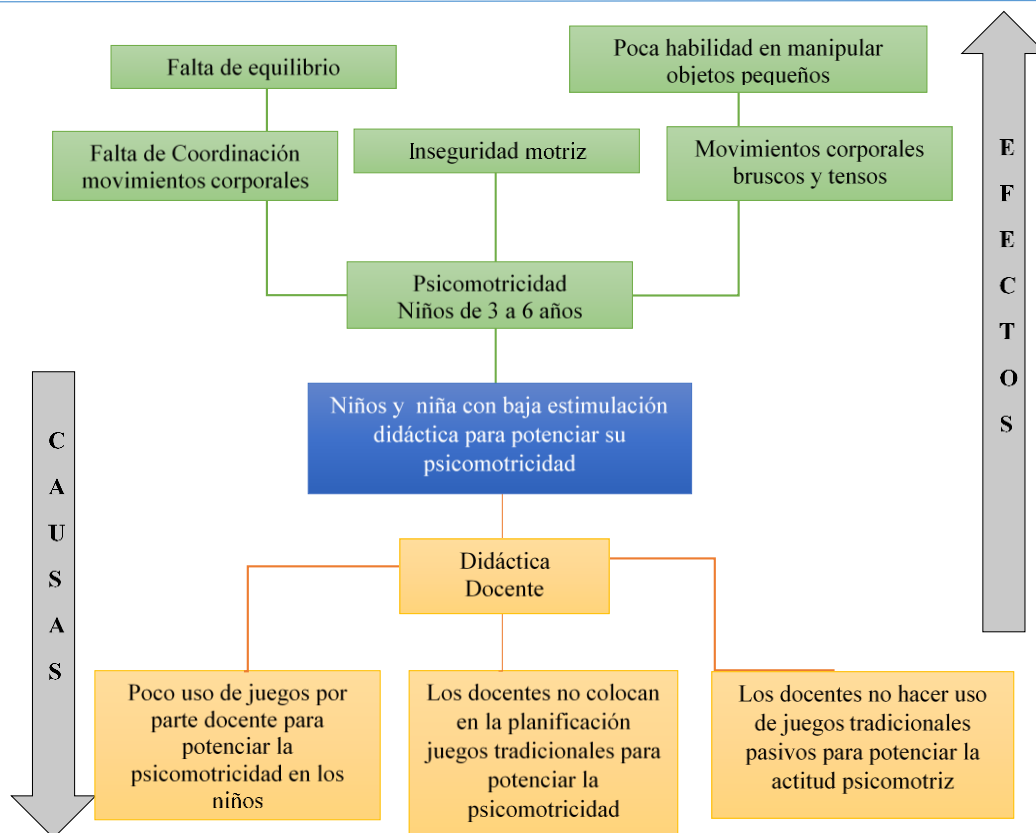 Poca habilidad en manipular
objetos pequeños
Falta de equilibrio
Falta de Coordinación
movimientos corporales
Inseguridad motriz
Movimientos corporales
bruscos y tensos
Psicomotricidad
Niños de 3 a 6 años
Niños y niña con baja estimulación
didáctica para potenciar su
psicomotricidad
Didáctica
Docente
Poco uso de juegos por
parte docente para
potenciar la
psicomotricidad en los
niños
Los docentes no colocan
en la planificación
juegos tradicionales para
potenciar la
psicomotricidad
Los docentes no hacer uso
de juegos tradicionales
pasivos para potenciar la
actitud psicomotriz
E
F
E
C
T
O
S
C
A
U
S
A
S